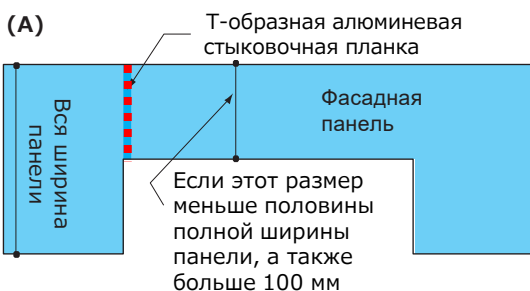 (A)
Т-образная алюминевая
стыковочная планка
Вся ширина
панели
Фасадная
панель
Если этот размер
меньше половины
полной ширины
панели, а также
больше 100 мм